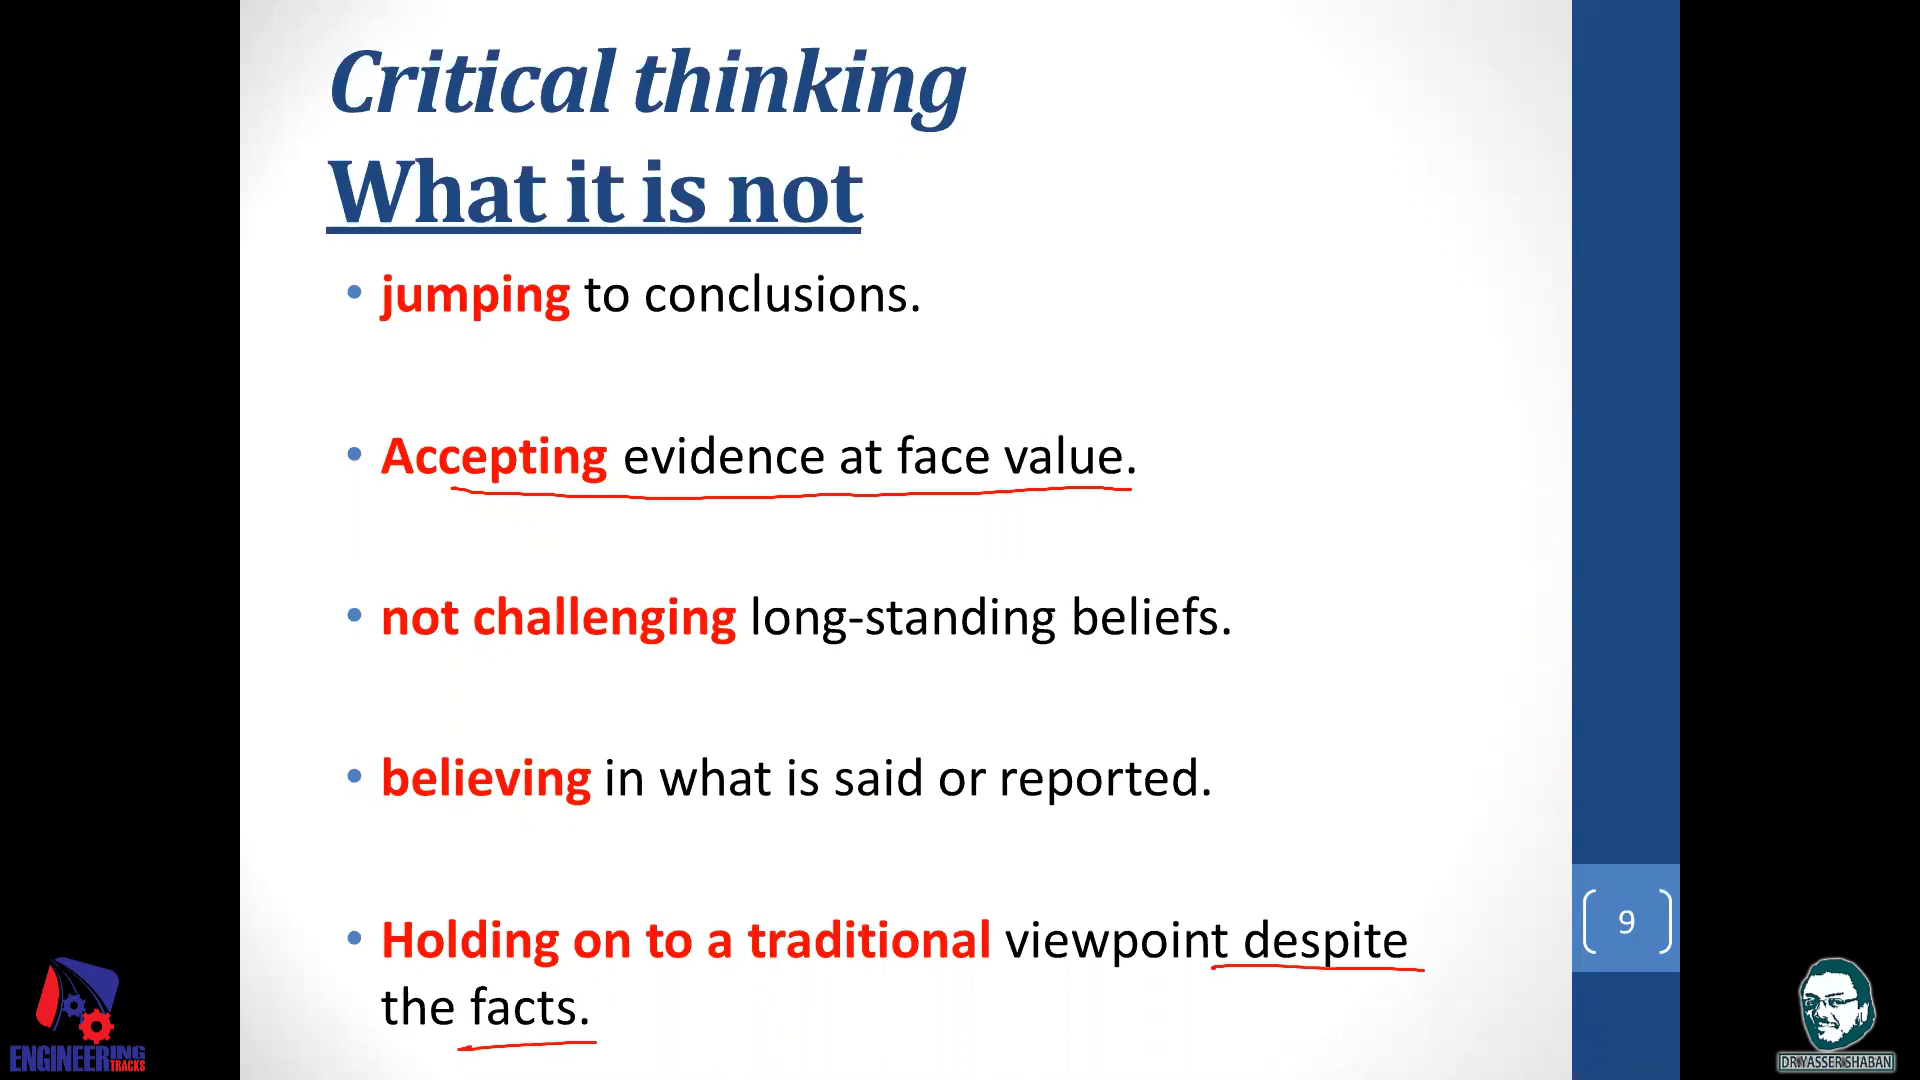 Critical thinking
What it is not
• jumping to conclusions.
• Accepting evidence at face value.
• not challenging long-standing beliefs.
• believing in what is said or reported.
• Holding on to a traditional viewpoint despite
the facts.
9
ENGINEERING
TRACKS
DR.YASSER SHABAN